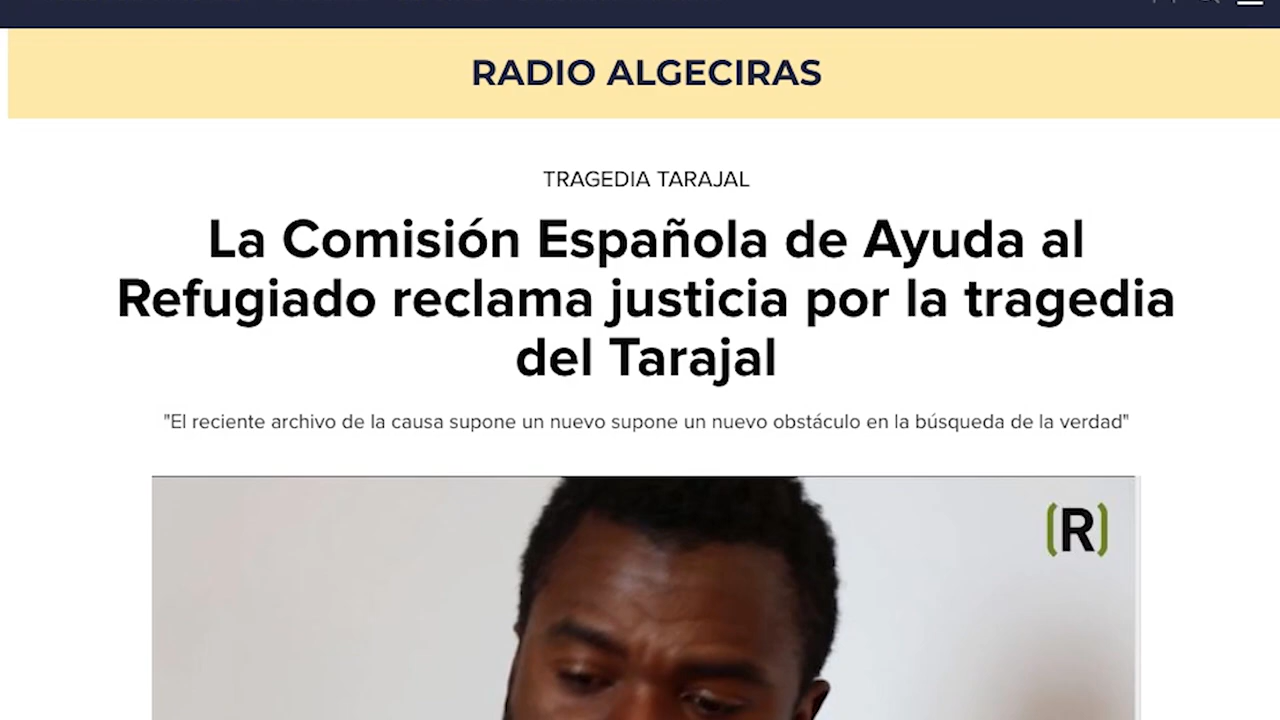 RADIO ALGECIRAS
TRAGEDIA TARAJAL
La Comisión Española de Ayuda al
Refugiado reclama justicia por la tragedia
del Tarajal
"El reciente archivo de la causa supone un nuevo supone un nuevo obstáculo en la búsqueda de la verdad"
(R)